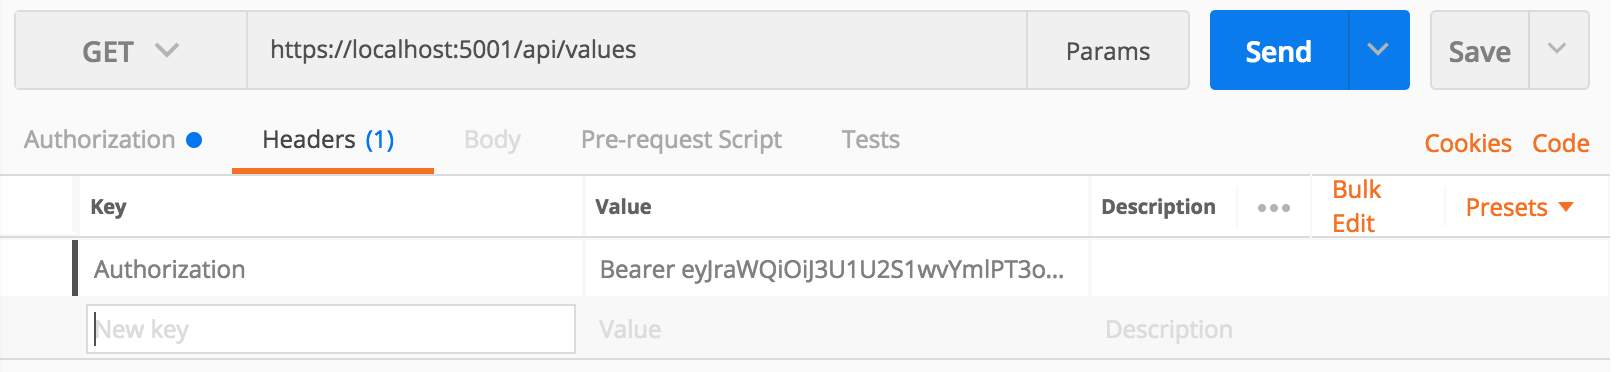 GET https://localhost:5001/api/values Params Send Save
Authorization Headers (1) Body Pre-request Script Tests Cookies Code
Key Value Description ••• Bulk Edit Presets
Authorization Bearer eyJraWQiOiJ3U1U2S1wvYmlPT3o...
New key Value Description